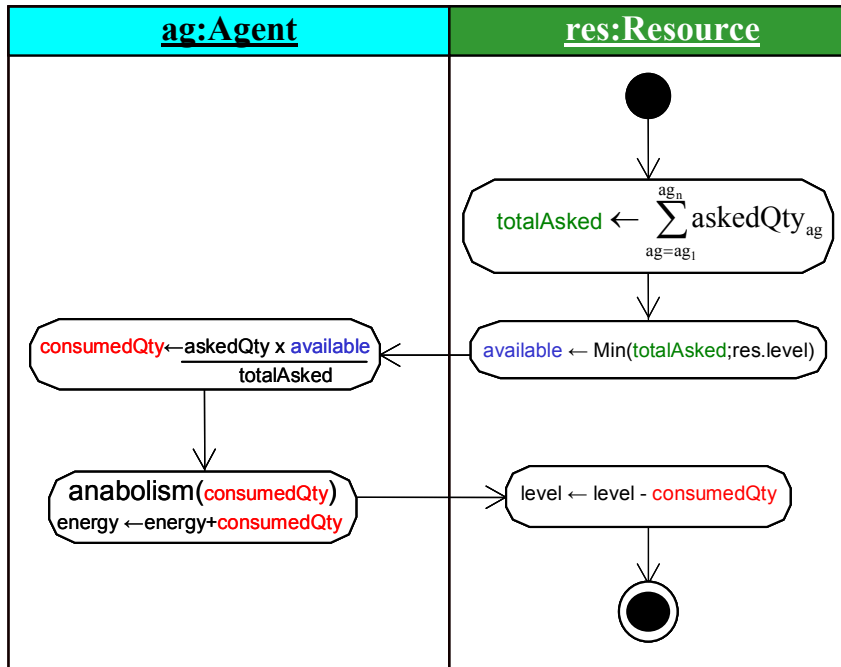 ag:Agent
res:Resource
totalAsked ← ∑ askedQty_ag
ag_n
ag=ag_1
consumedQty←askedQty x available
totalAsked
available ← Min(totalAsked;res.level)
anabolism(consumedQty)
energy ←energy+consumedQty
level ← level - consumedQty